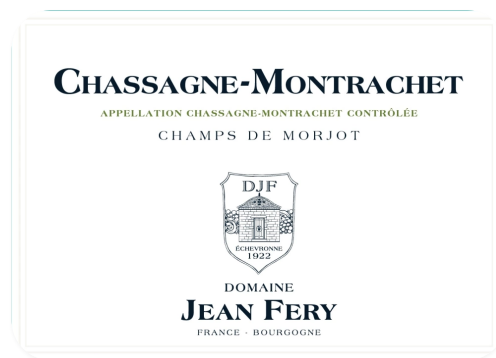 CHASSAGNE-MONTRACHET
APPELLATION CHASSAGNE-MONTRACHET CONTRÔLÉE
CHAMPS DE MORJOT
DJF
ÉCHEVRONNE
1922
DOMAINE
JEAN FERY
FRANCE - BOURGOGNE